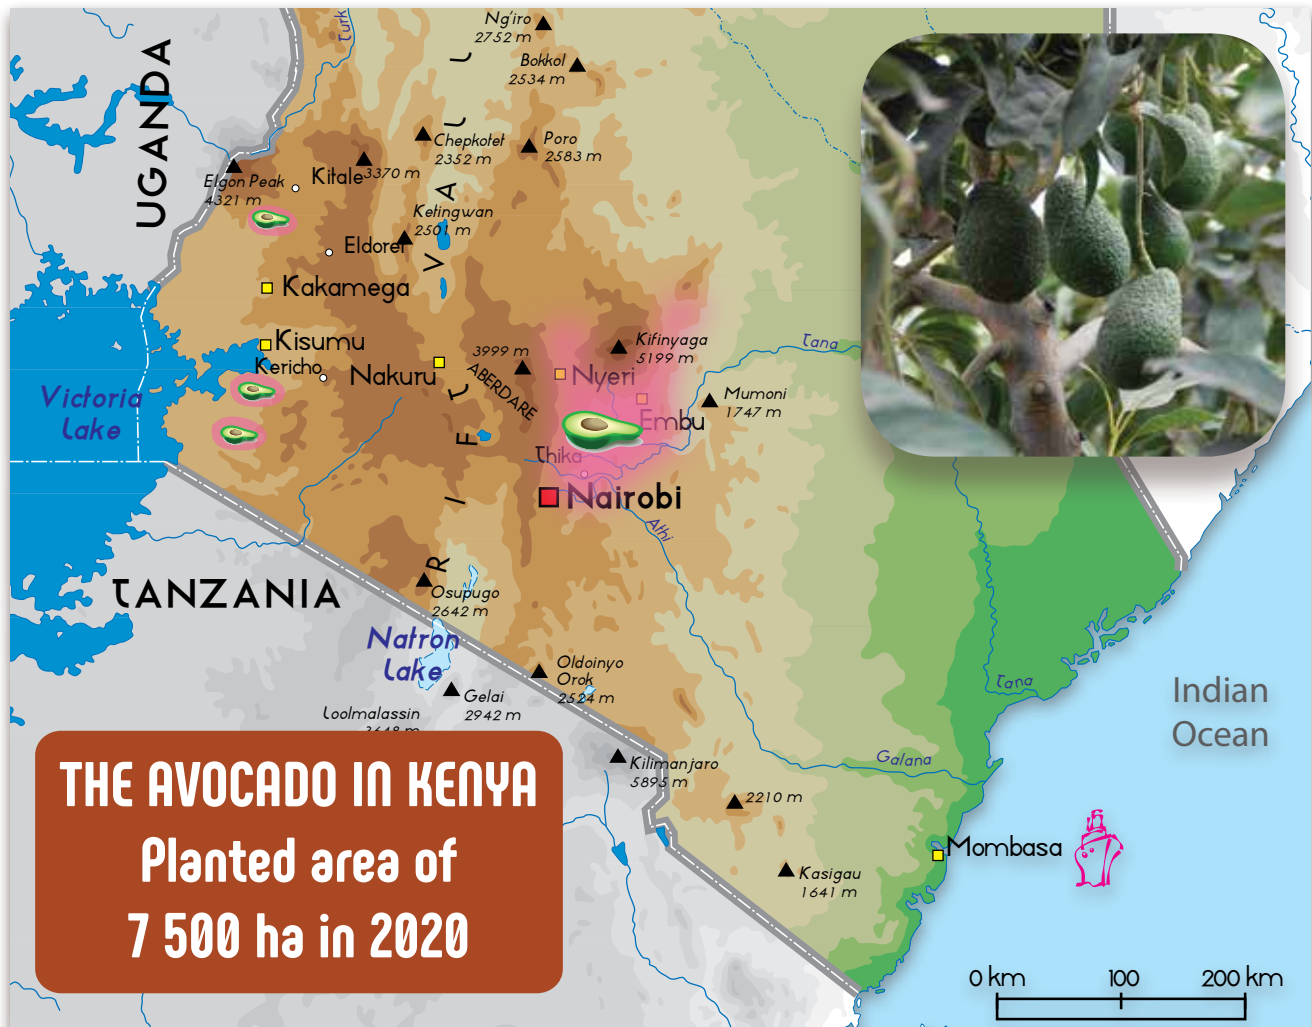 Turk
Ng'iro
2752 m
Bokkol
2534 m
UGANDA
Chepkotet
2352 m
Poro
2583 m
Elgon Peak
4321 m
Kitale
3370 m
Ketingwan
2501 m
Eldoret
Kakamega
Kisumu
Kericho
Nakuru
3999 m
ABERDARE
Kifinyaga
5199 m
Tana
Nyeri
Mumoni
1747 m
Embu
Victoria
Lake
Thika
Nairobi
Athi
RIFT VALL
TANZANIA
Osupugo
2642 m
Natron
Lake
Oldoinyo
Orok
2524 m
Gelai
2942 m
Loolmalassin
3648 m
Tana
Indian
Ocean
Galana
Kilimanjaro
5895 m
2210 m
Mombasa
Kasigau
1641 m
THE AVOCADO IN KENYA
Planted area of
7 500 ha in 2020
0 km 100 200 km